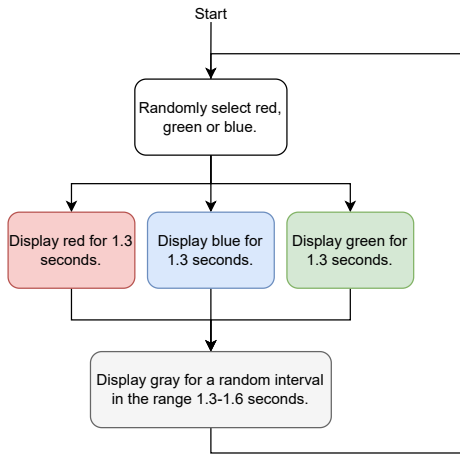 Start
Randomly select red,
green or blue.
Display red for 1.3
seconds.
Display blue for
1.3 seconds.
Display green for
1.3 seconds.
Display gray for a random interval
in the range 1.3-1.6 seconds.